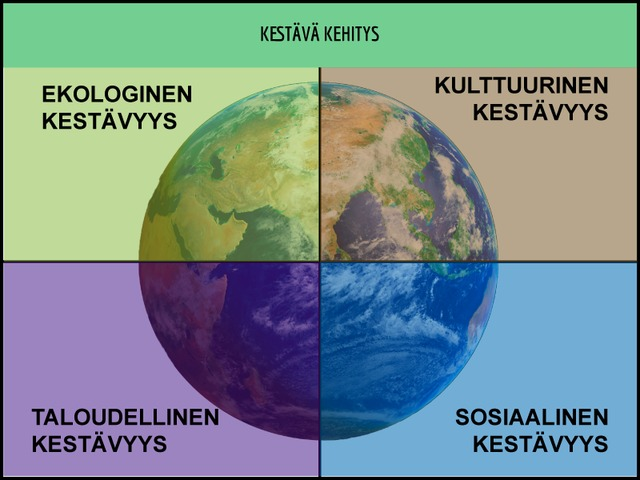 KESTÄVÄ KEHITYS
EKOLOGINEN
KESTÄVYYS
KULTTUURINEN
KESTÄVYYS
TALOUDELLINEN
KESTÄVYYS
SOSIAALINEN
KESTÄVYYS